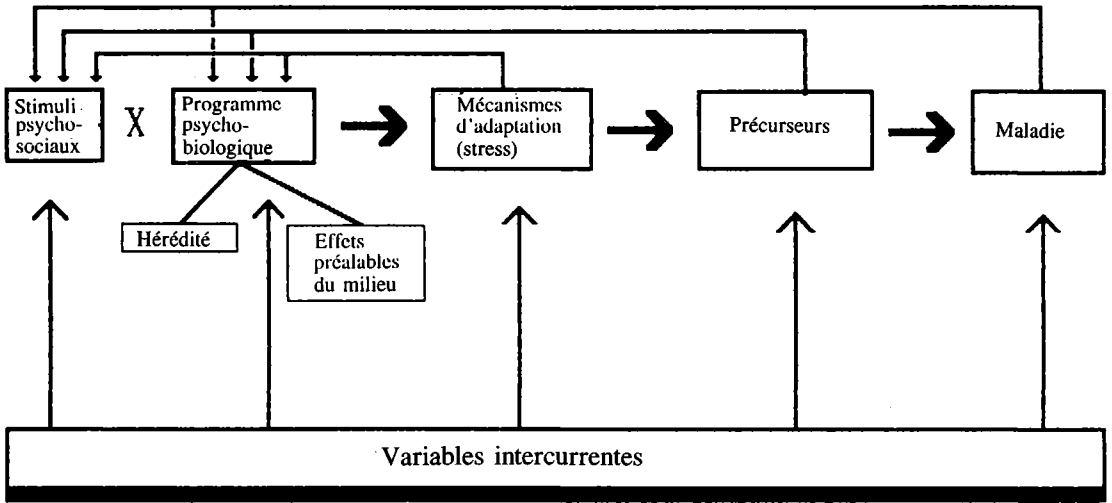 Stimuli
psycho-
sociaux
X
Programme
psycho-
biologique
Mécanismes
d'adaptation
(stress)
Précurseurs
Maladie
Hérédité
Effets
préalables
du milieu
Variables intercurrentes